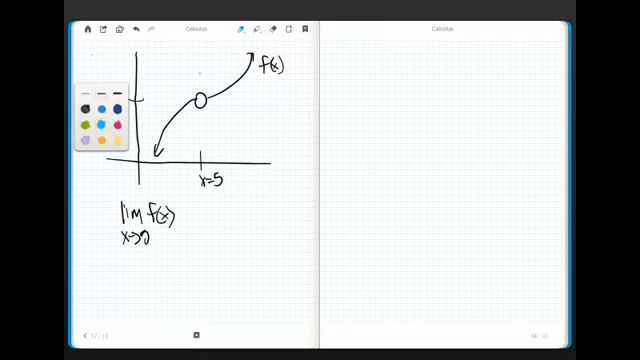 Calculus
Calculus
f(x)
x=5
lim f(x)
x→